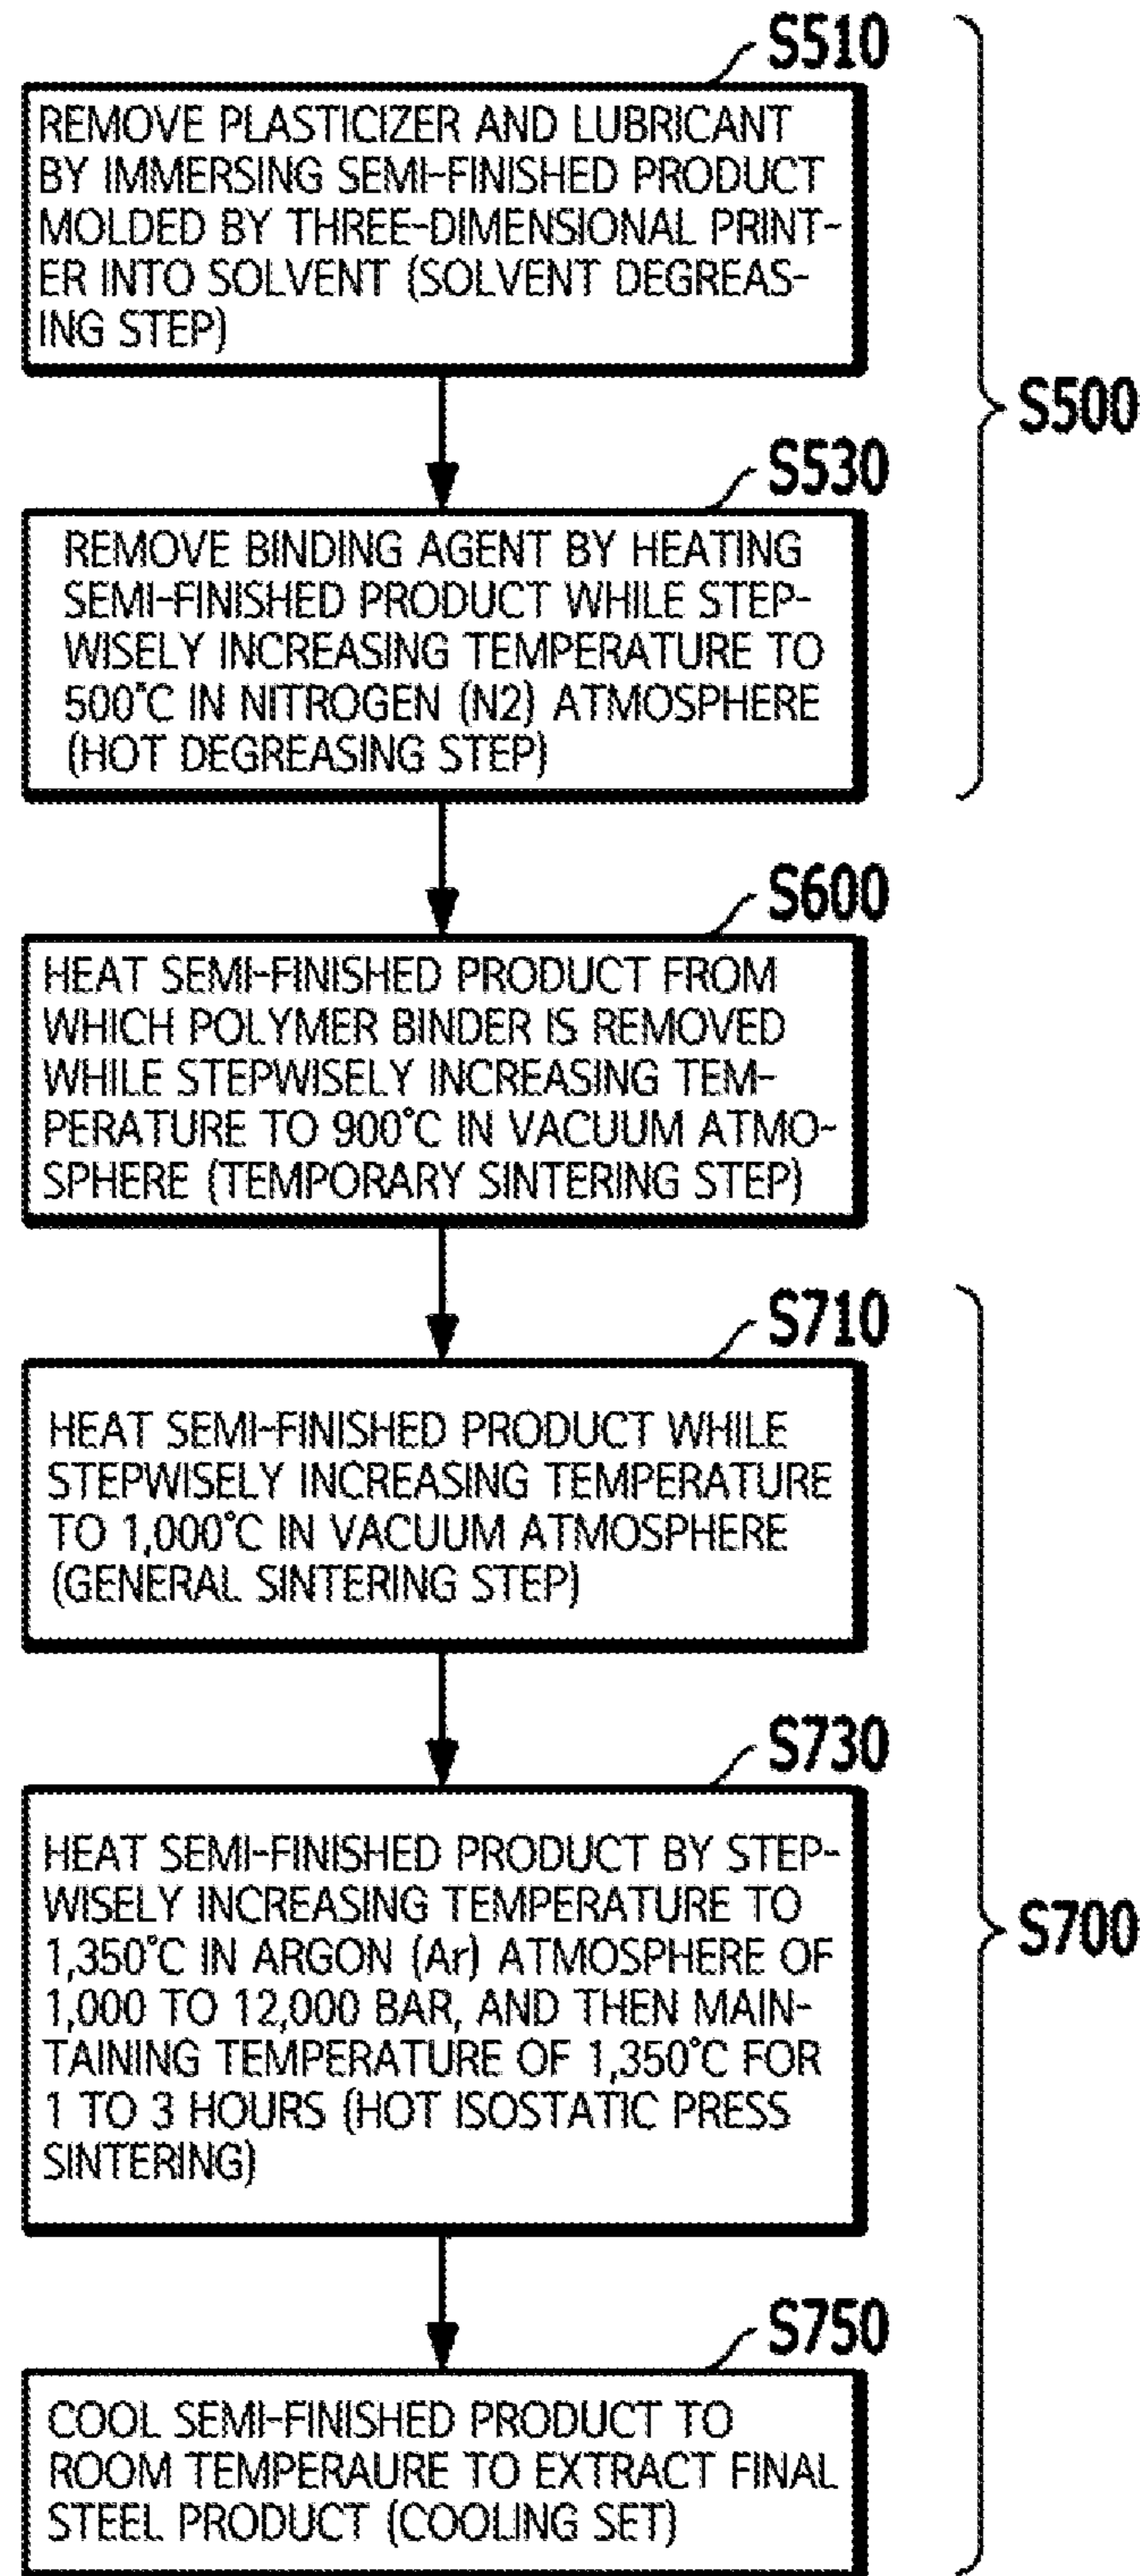 S510
REMOVE PLASTICIZER AND LUBRICANT
BY IMMERSING SEMI-FINISHED PRODUCT
MOLDED BY THREE-DIMENSIONAL PRINT-
ER INTO SOLVENT (SOLVENT DEGREAS-
ING STEP)
S500
S530
REMOVE BINDING AGENT BY HEATING
SEMI-FINISHED PRODUCT WHILE STEP-
WISELY INCREASING TEMPERATURE TO
500°C IN NITROGEN (N2) ATMOSPHERE
(HOT DEGREASING STEP)
S600
HEAT SEMI-FINISHED PRODUCT FROM
WHICH POLYMER BINDER IS REMOVED
WHILE STEPWISELY INCREASING TEM-
PERATURE TO 900°C IN VACUUM ATMO-
SPHERE (TEMPORARY SINTERING STEP)
S710
HEAT SEMI-FINISHED PRODUCT WHILE
STEPWISELY INCREASING TEMPERATURE
TO 1,000°C IN VACUUM ATMOSPHERE
(GENERAL SINTERING STEP)
S730
HEAT SEMI-FINISHED PRODUCT BY STEP-
WISELY INCREASING TEMPERATURE TO
1,350°C IN ARGON (Ar) ATMOSPHERE OF
1,000 TO 12,000 BAR, AND THEN MAIN-
TAINING TEMPERATURE OF 1,350°C FOR
1 TO 3 HOURS (HOT ISOSTATIC PRESS
SINTERING)
S700
S750
COOL SEMI-FINISHED PRODUCT TO
ROOM TEMPERAURE TO EXTRACT FINAL
STEEL PRODUCT (COOLING SET)